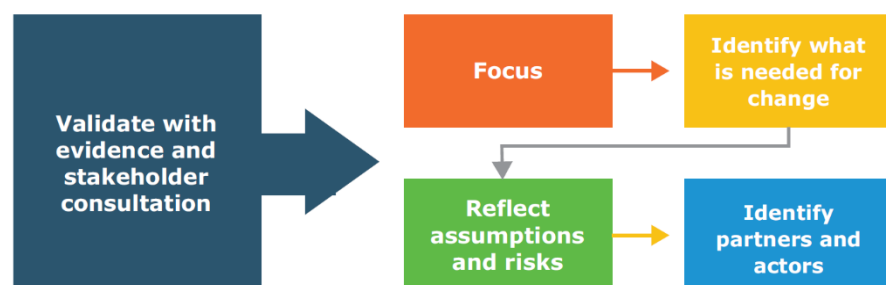 Validate with
evidence and
stakeholder
consultation
Focus
Identify what
is needed for
change
Reflect
assumptions
and risks
Identify
partners and
actors